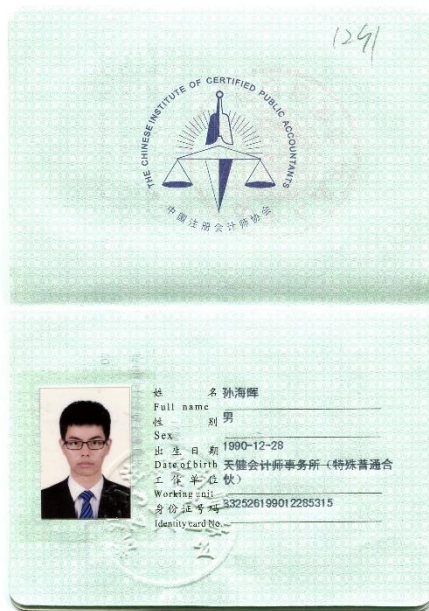 1291
THE CHINESE INSTITUTE OF CERTIFIED PUBLIC ACCOUNTANTS
中国注册会计师协会
姓 名 孙海晖
Full name
性 别 男
Sex
出生日期 1990-12-28
Date of birth
工作单位 天健会计师事务所(特殊普通合
伙)
Working unit
身份证号码 332526199012285315
Identity card No.